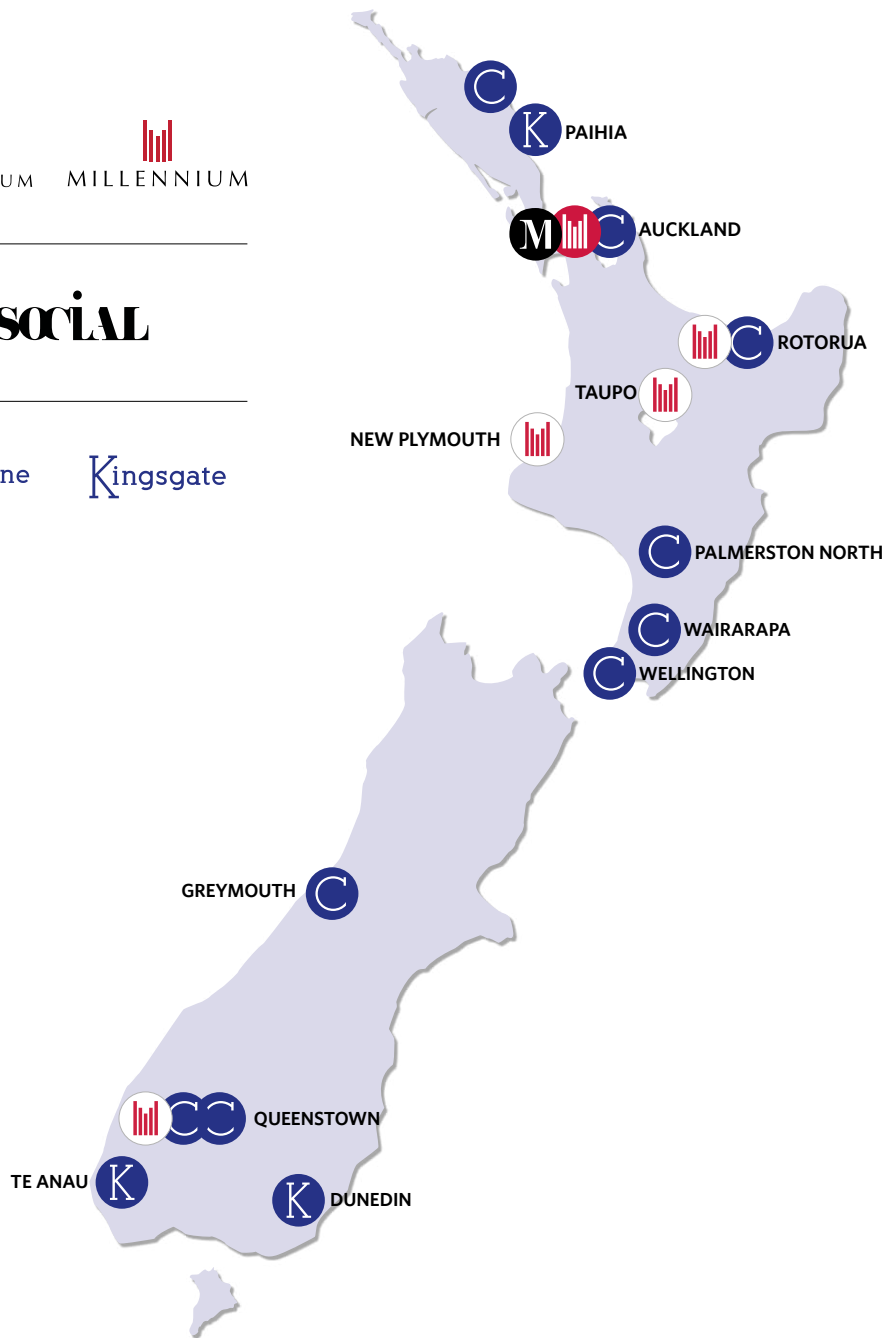 C
K PAIHIA
UM MILLENNIUM
M C AUCKLAND
SOCiAL
C ROTORUA
TAUPO
NEW PLYMOUTH
ne Kingsgate
C PALMERSTON NORTH
C WAIRARAPA
C WELLINGTON
GREYMOUTH C
C C QUEENSTOWN
TE ANAU K
K DUNEDIN